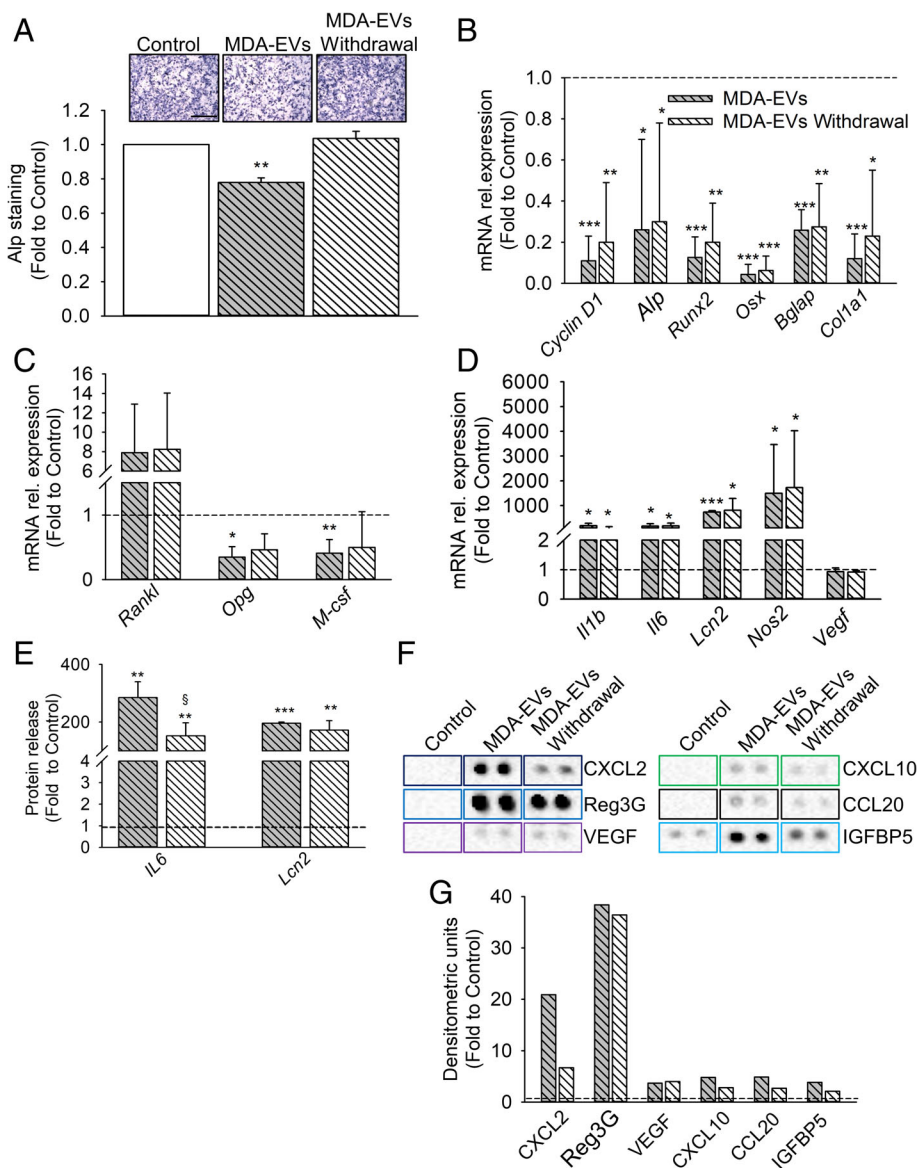 A
Control
MDA-EVs
MDA-EVs
Withdrawal
Alp staining
(Fold to Control)
1.2
1.0
0.8
0.6
0.4
0.2
0.0
**
B
mRNA rel.expression
(Fold to Control)
1.0
0.8
0.6
0.4
0.2
0.0
MDA-EVs
MDA-EVs Withdrawal
***
**
*
*
***
**
***
***
***
**
***
*
Cyclin D1
Alp
Runx2
Osx
Bglap
Col1a1
C
mRNA rel. expression
(Fold to Control)
16
14
12
10
8
6
1
0
*
**
Rankl
Opg
M-csf
D
mRNA rel. expression
(Fold to Control)
6000
5000
4000
3000
2000
1000
2
1
0
*
*
*
*
***
*
*
*
Il1b
Il6
Lcn2
Nos2
Vegf
E
Protein release
(Fold to Control)
400
200
4
3
2
1
0
**
§
**
***
**
IL6
Lcn2
F
Control
MDA-EVs
MDA-EVs
Withdrawal
CXCL2
Reg3G
VEGF
Control
MDA-EVs
MDA-EVs
Withdrawal
CXCL10
CCL20
IGFBP5
G
Densitometric units
(Fold to Control)
40
30
20
10
0
CXCL2
Reg3G
VEGF
CXCL10
CCL20
IGFBP5